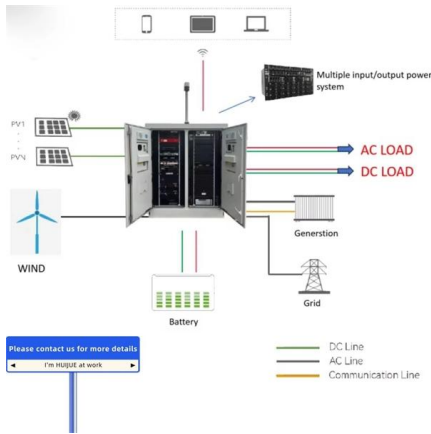 Multiple input/output power
system
PV1
PVN
AC LOAD
DC LOAD
WIND
Generstion
Battery
Grid
Please contact us for more details
◄ I'm HUIJUE at work ►
DC Line
AC Line
Communication Line